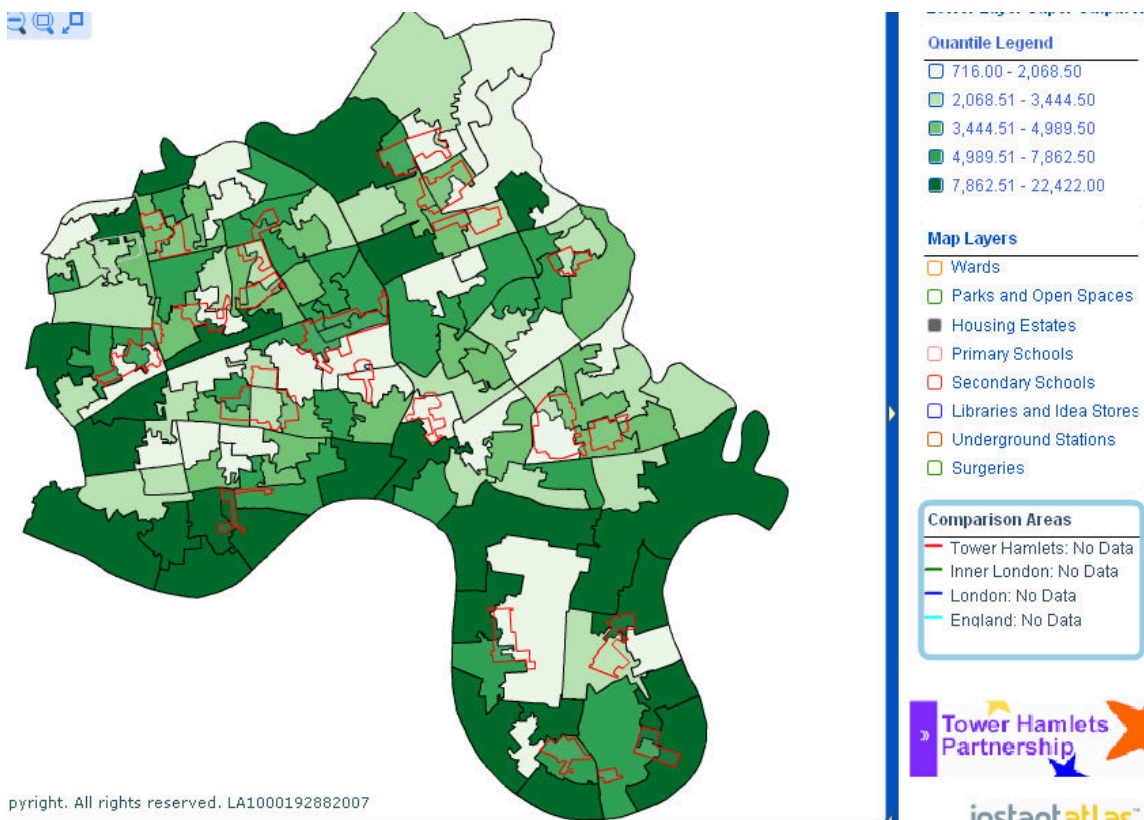 Quantile Legend
716.00 - 2,068.50
2,068.51 - 3,444.50
3,444.51 - 4,989.50
4,989.51 - 7,862.50
7,862.51 - 22,422.00
Map Layers
Wards
Parks and Open Spaces
Housing Estates
Primary Schools
Secondary Schools
Libraries and Idea Stores
Underground Stations
Surgeries
Comparison Areas
Tower Hamlets: No Data
Inner London: No Data
London: No Data
England: No Data
» Tower Hamlets
Partnership
pyright. All rights reserved. LA1000192882007
instantatlas™